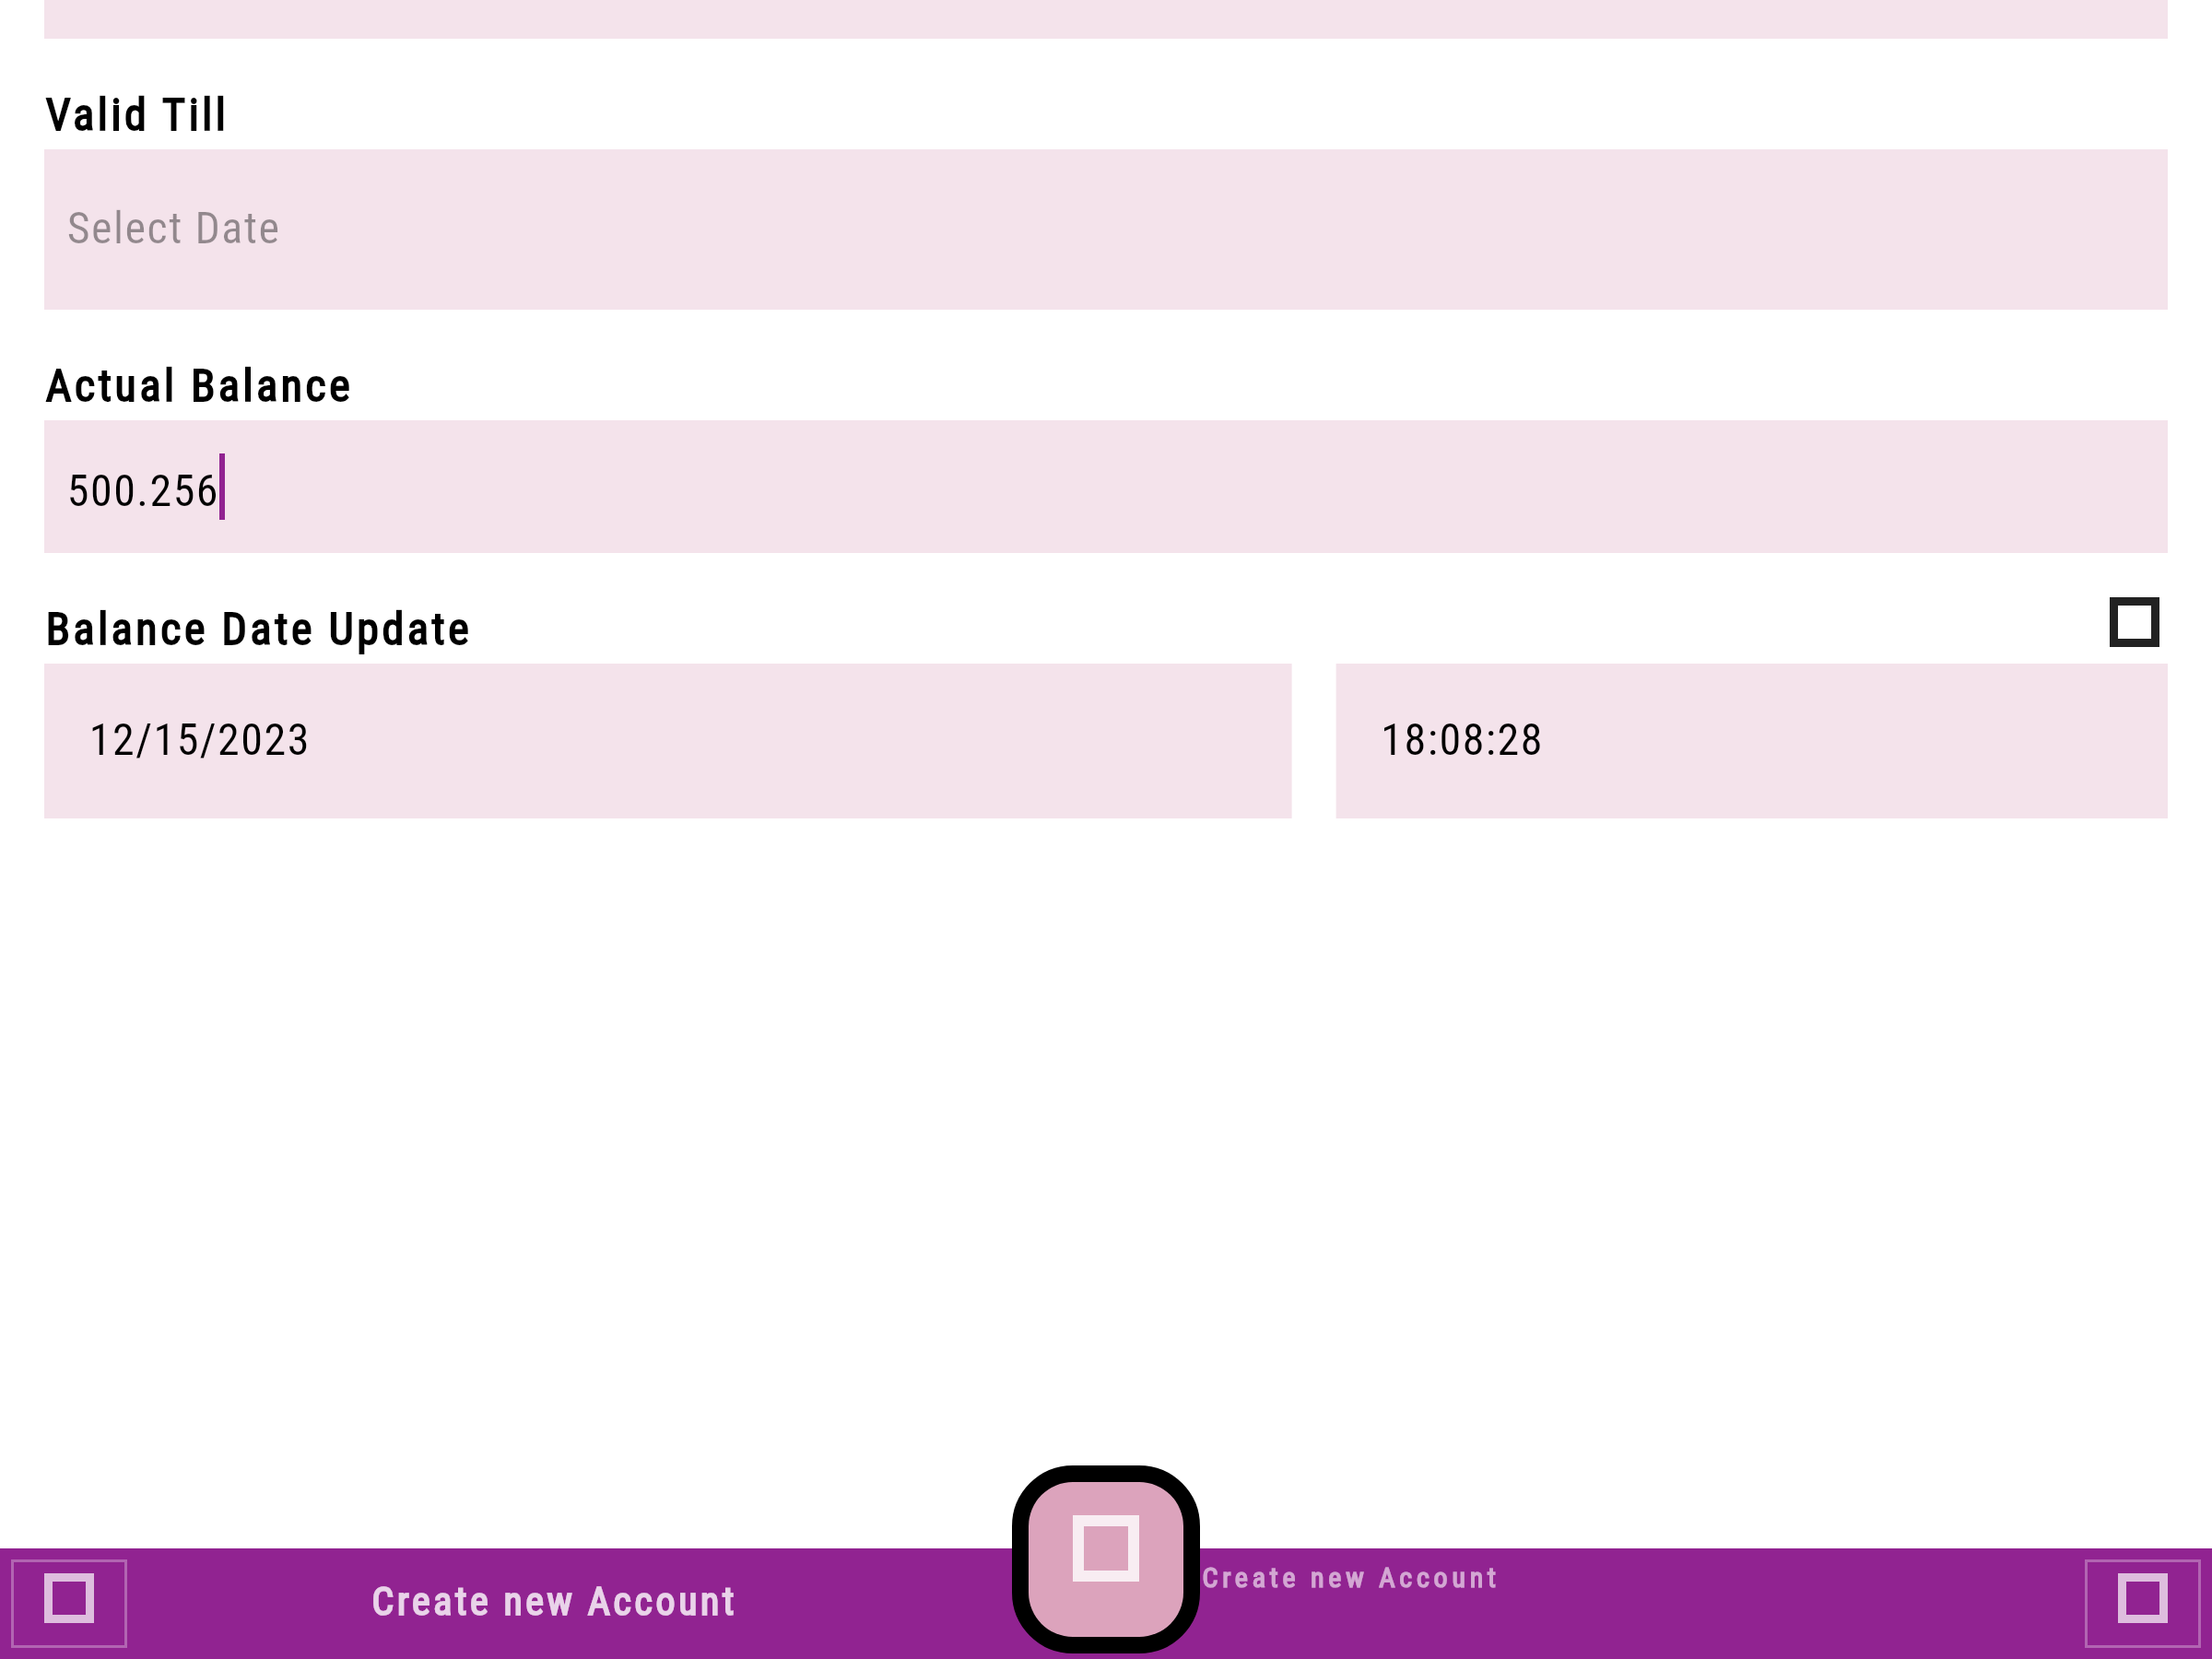 Valid Till
Select Date
Actual Balance
500.256
Balance Date Update
12/15/2023
18:08:28
Create new Account
Create new Account